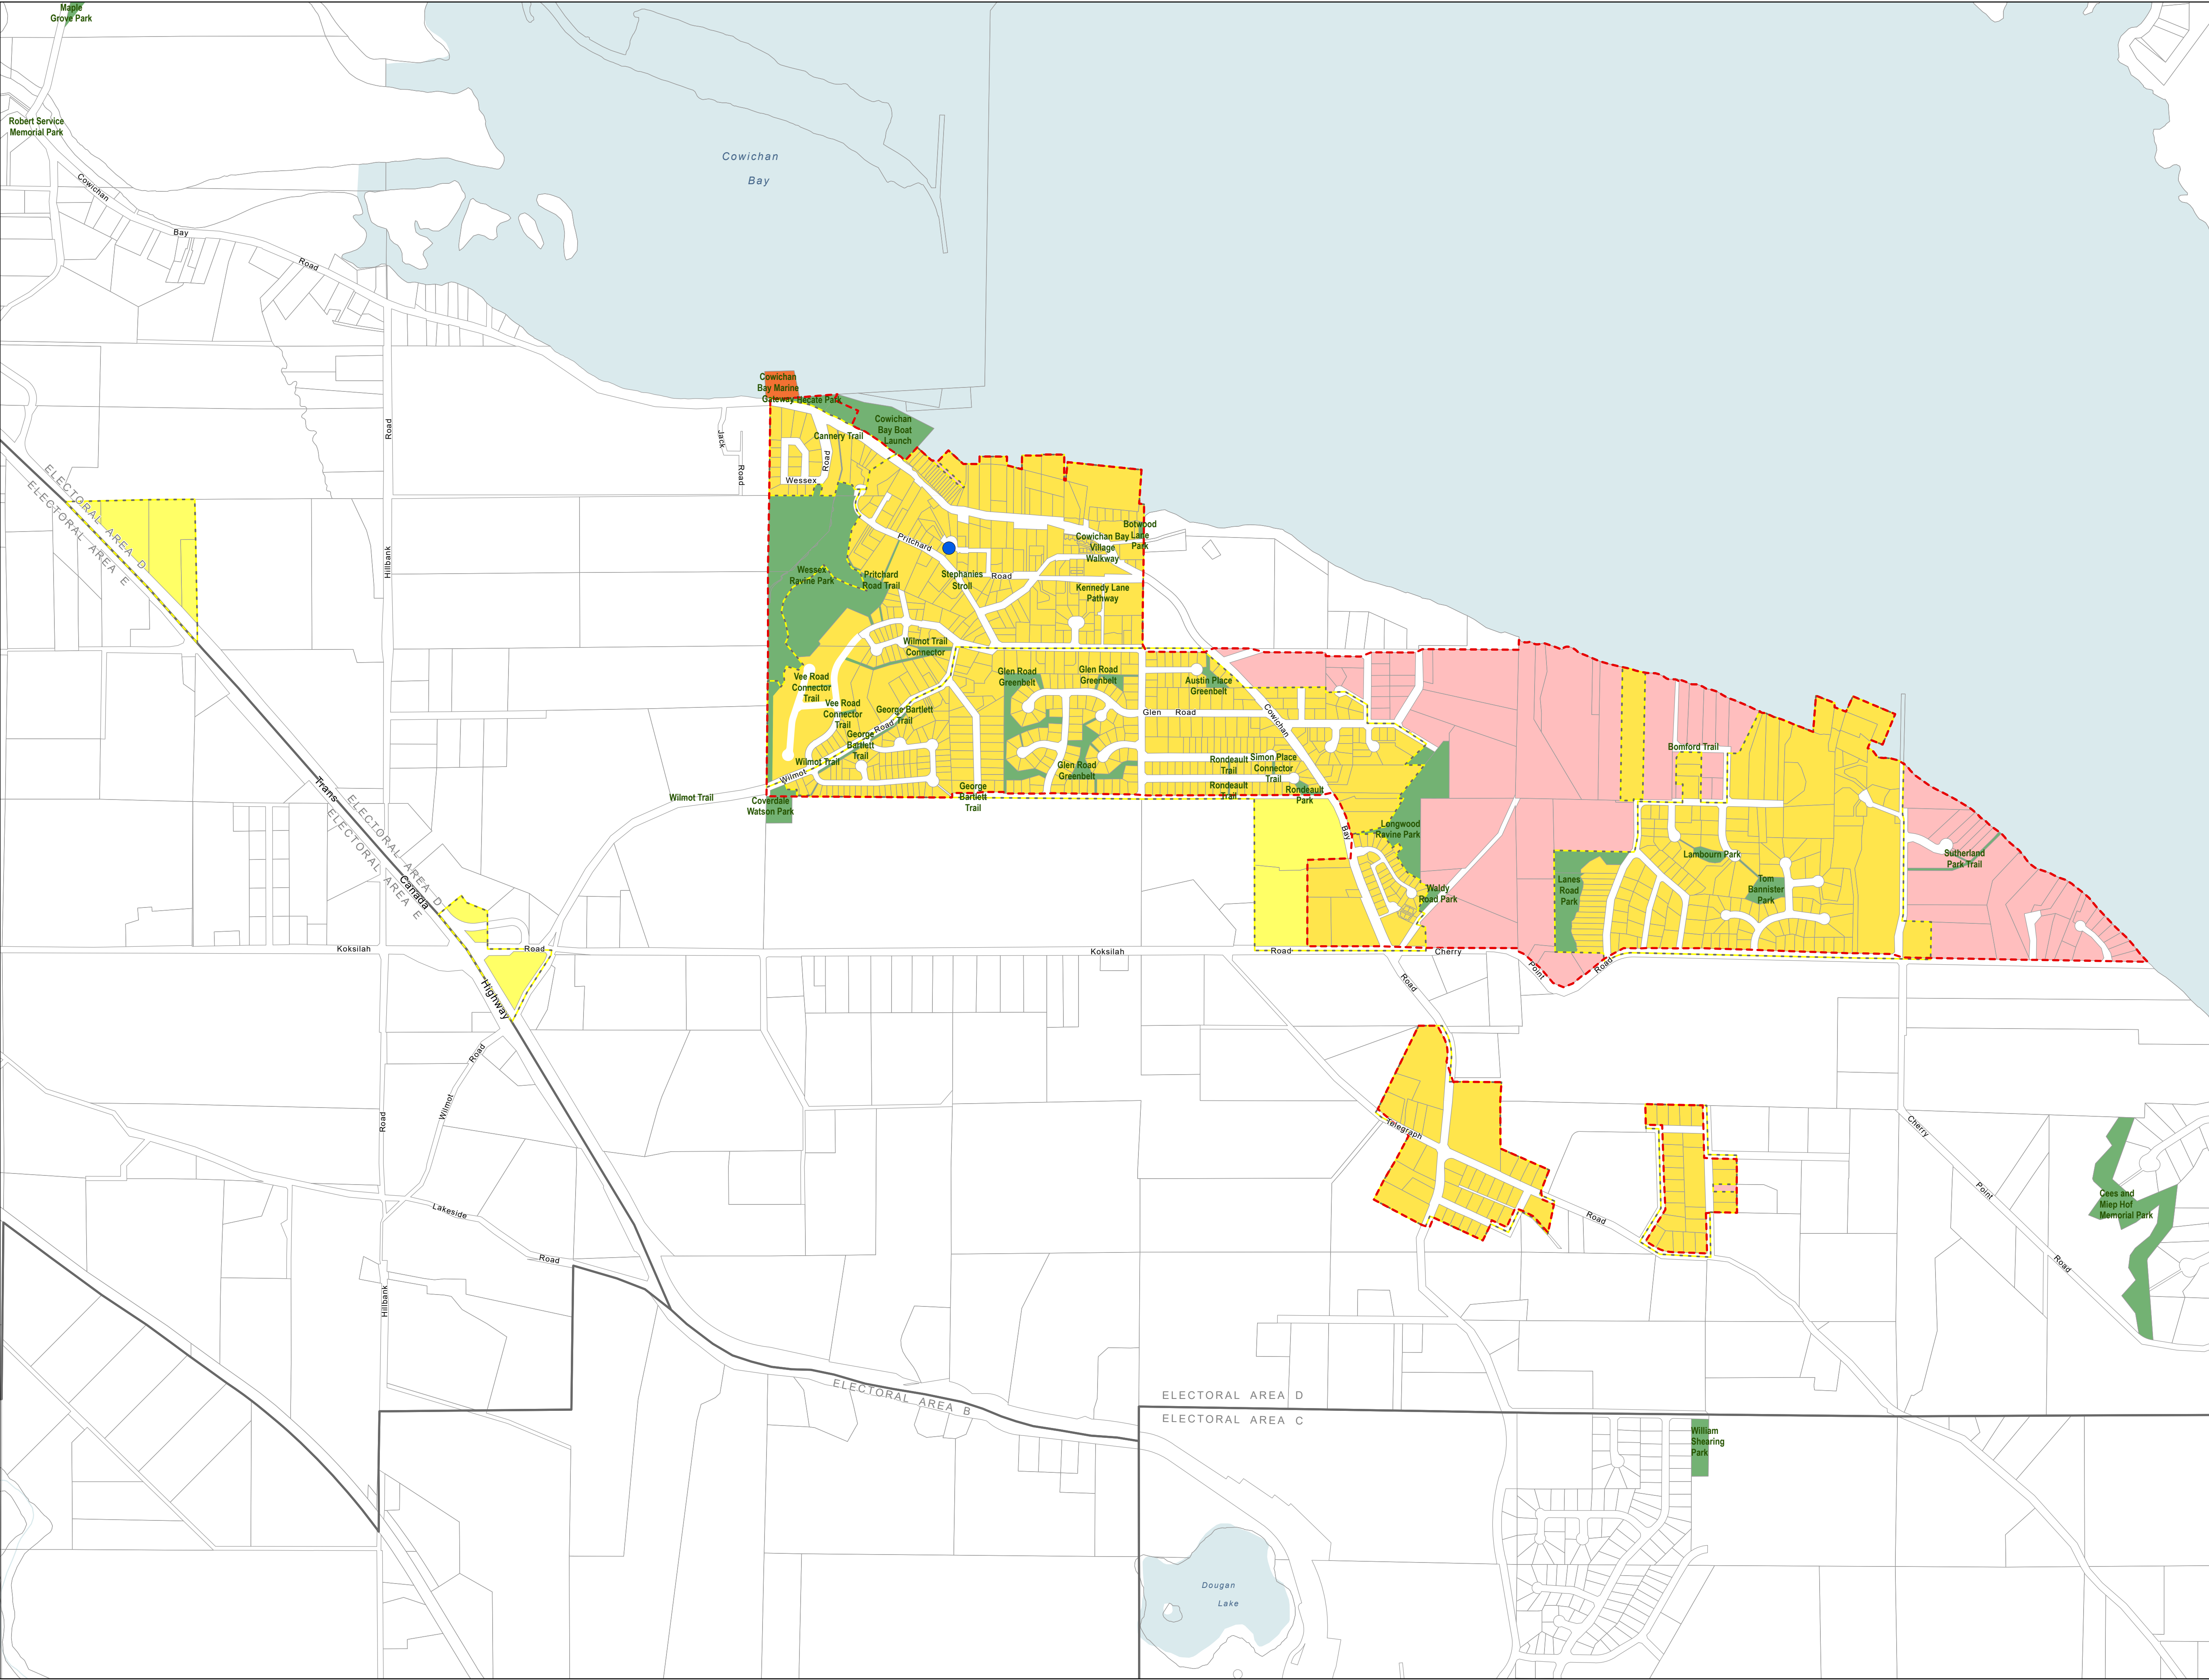 Maple
Grove Park
Robert Service
Memorial Park
Cowichan
Bay
Cowichan
Bay
Road
Cowichan
Bay Marine
Gateway
Hecate Park
Cowichan
Bay Boat
Launch
Cannery Trail
Road
Jack
Road
Road
Wessex
ELECTORAL AREA D
ELECTORAL AREA E
Hillbank
Pritchard
Botwood
Lane
Park
Cowichan Bay
Village
Walkway
Wessex
Ravine Park
Pritchard
Road Trail
Stephanies
Stroll
Road
Kennedy Lane
Pathway
Wilmot Trail
Connector
Vee Road
Connector
Trail
Glen Road
Greenbelt
Glen Road
Greenbelt
Austin Place
Greenbelt
Vee Road
Connector
Trail
George Bartlett
Trail
Road
Glen Road
Cowichan
George
Bartlett
Trail
Bomford Trail
Wilmot Trail
Wilmot
Glen Road
Greenbelt
Rondeault
Trail
Simon Place
Connector
Trail
Wilmot Trail
Coverdale
Watson Park
George
Bartlett
Trail
Rondeault
Trail
Rondeault
Park
Trans-
Canada
Highway
ELECTORAL AREA D
ELECTORAL AREA E
Bay
Longwood
Ravine Park
Lambourn Park
Sutherland
Park Trail
Lanes
Road
Park
Tom
Bannister
Park
Waldy
Road Park
Koksilah
Road
Koksilah
Road
Cherry
Point
Road
Road
Road
Wilmot
Road
Telegraph
Road
Cherry
Point
Road
Cees and
Miep Hof
Memorial Park
Lakeside
Road
Hillbank
ELECTORAL AREA B
ELECTORAL AREA D
ELECTORAL AREA C
William
Shearing
Park
Dougan
Lake